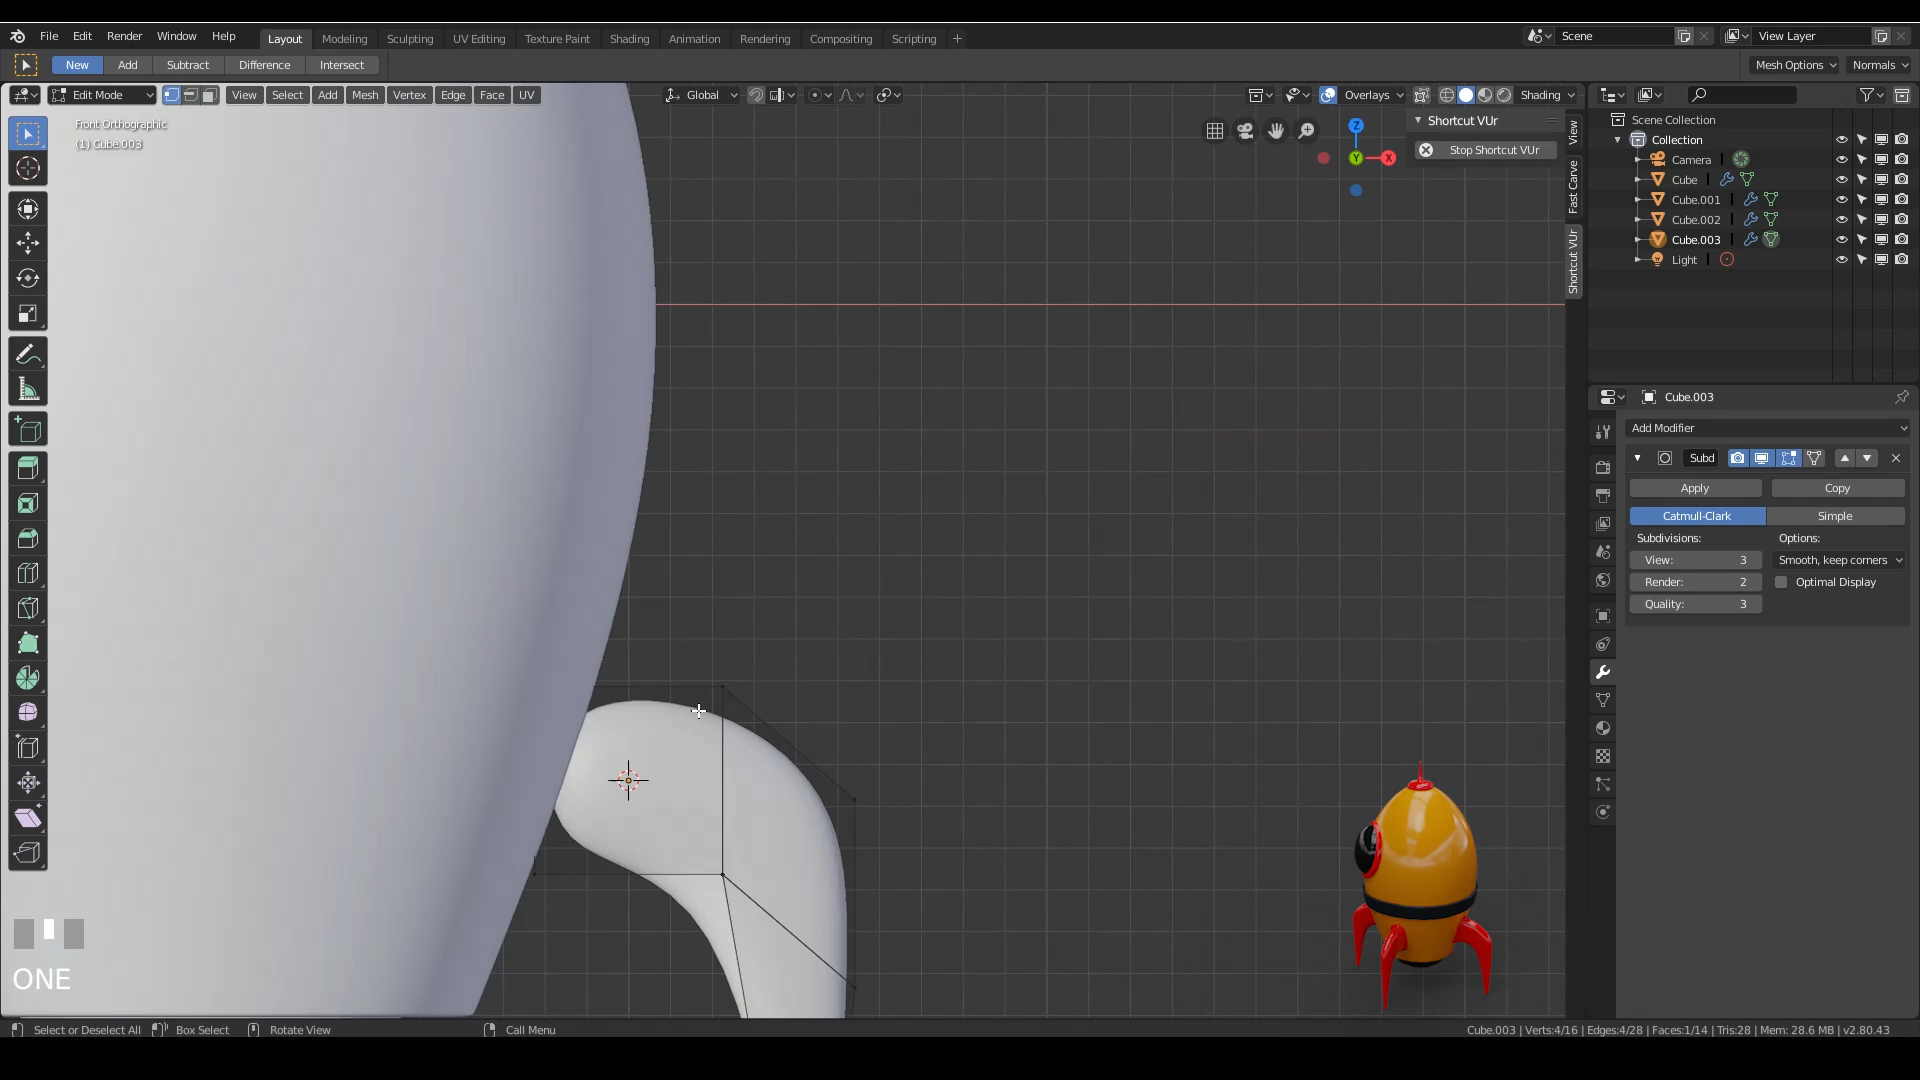 File Edit Render Window Help Layout Modeling Sculpting UV Editing Texture Paint Shading Animation Rendering Compositing Scripting + Scene View Layer
New Add Subtract Difference Intersect Mesh Options Normals
Edit Mode View Select Add Mesh Vertex Edge Face UV Global Overlays Shading
Front Orthographic
(1) Cube.003
Z
Y
X
Shortcut VUr
Stop Shortcut VUr
View
Fast Carve
Shortcut VUr
Scene Collection
Collection
Camera
Cube
Cube.001
Cube.002
Cube.003
Light
Cube.003
Add Modifier
Subd
Apply Copy
Catmull-Clark Simple
Subdivisions: Options:
View: 3 Smooth, keep corners
Render: 2 Optimal Display
Quality: 3
ONE
Select or Deselect All Box Select Rotate View Call Menu Cube.003 | Verts:4/16 | Edges:4/28 | Faces:1/14 | Tris:28 | Mem: 28.6 MB | v2.80.43